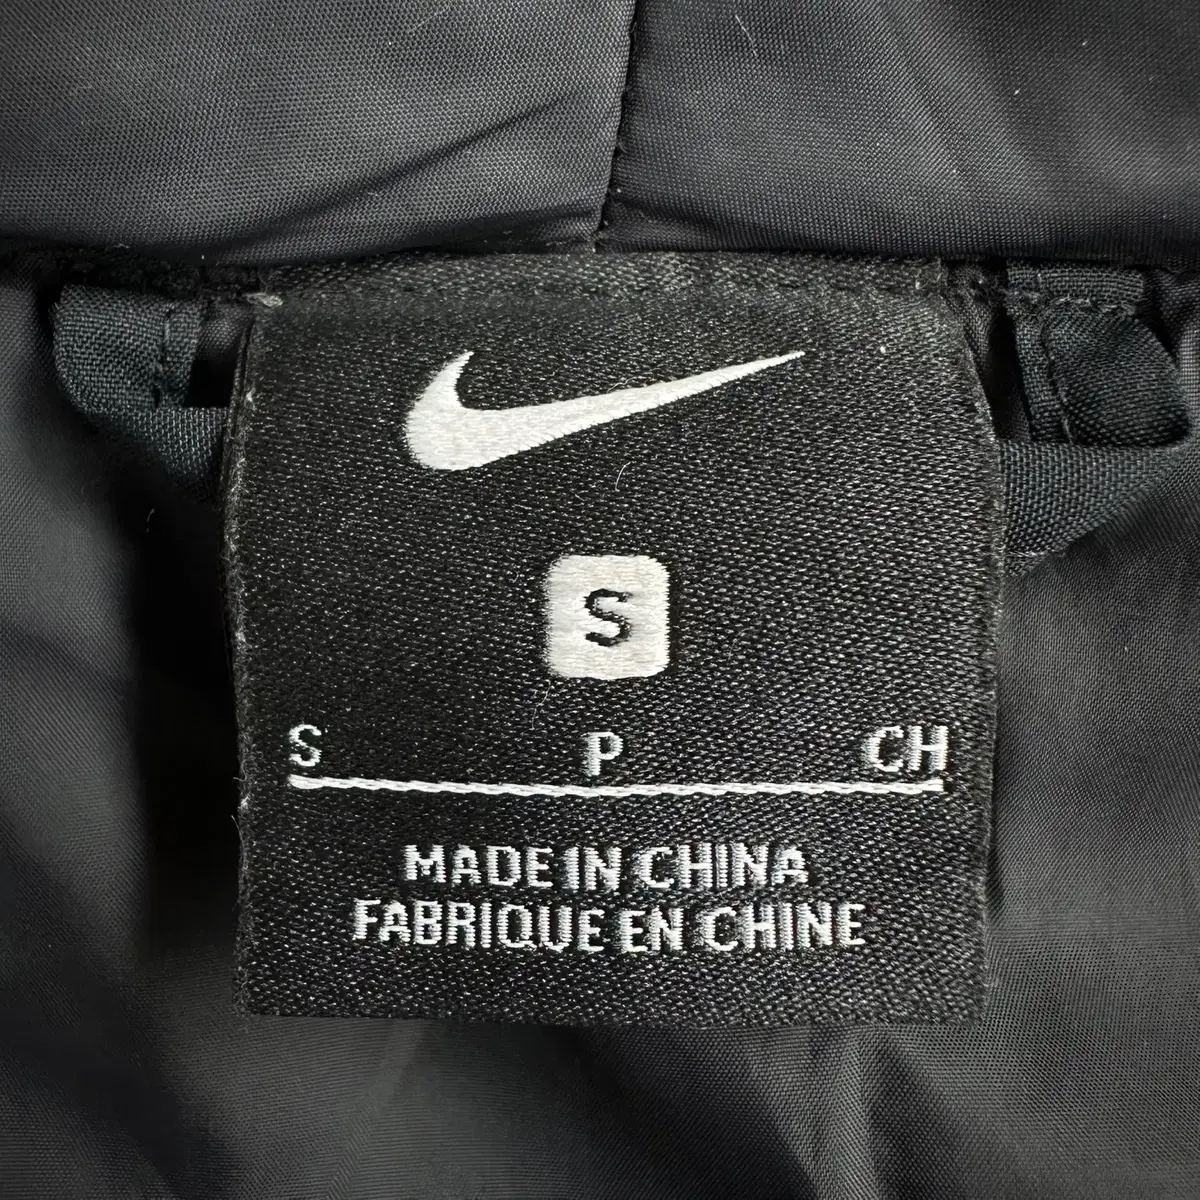 S
S P CH
MADE IN CHINA
FABRIQUE EN CHINE